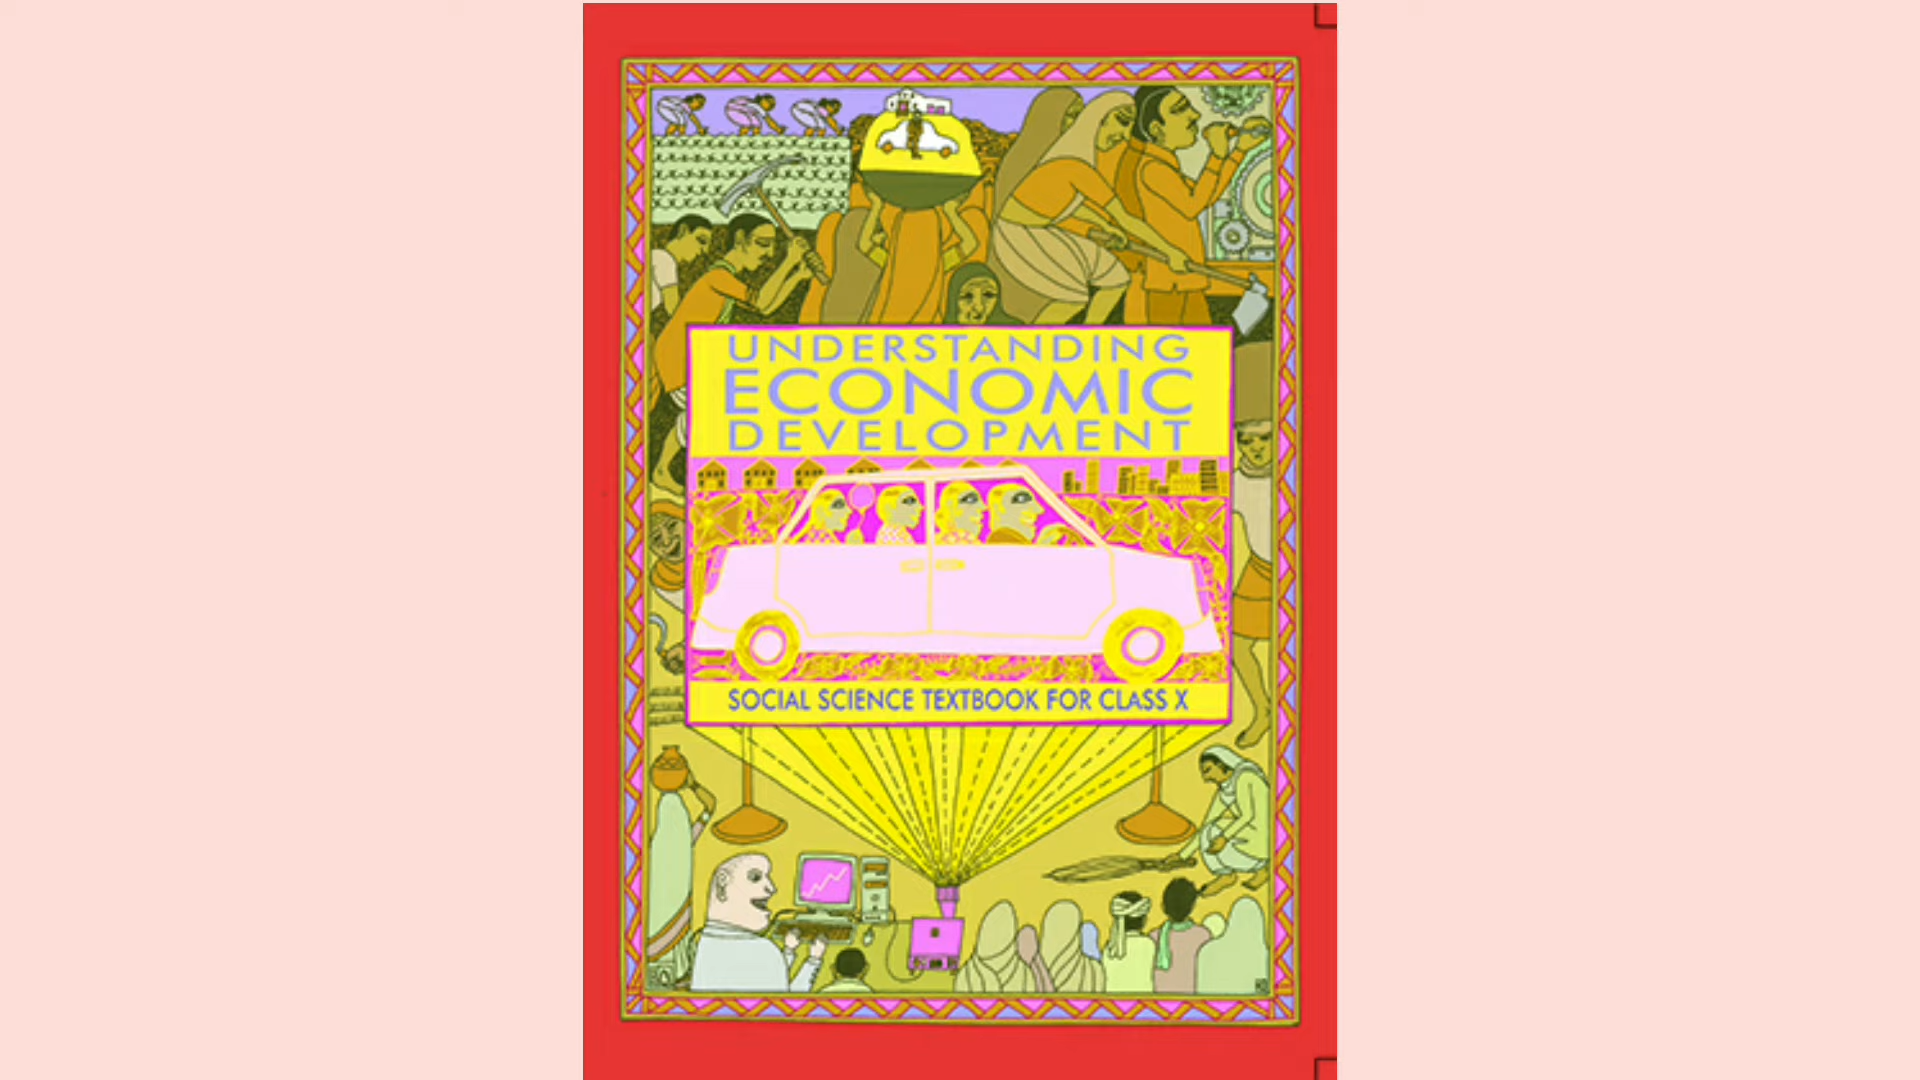 UNDERSTANDING
ECONOMIC
DEVELOPMENT
SOCIAL SCIENCE TEXTBOOK FOR CLASS X